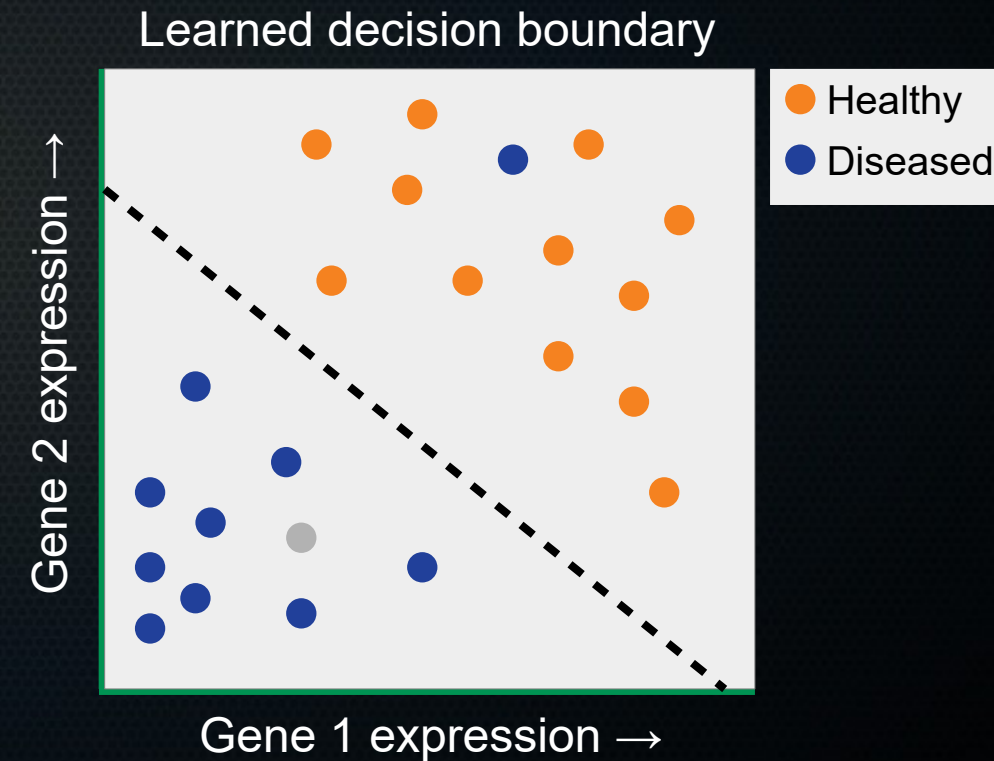 Learned decision boundary
Healthy
Diseased
Gene 2 expression →
Gene 1 expression →